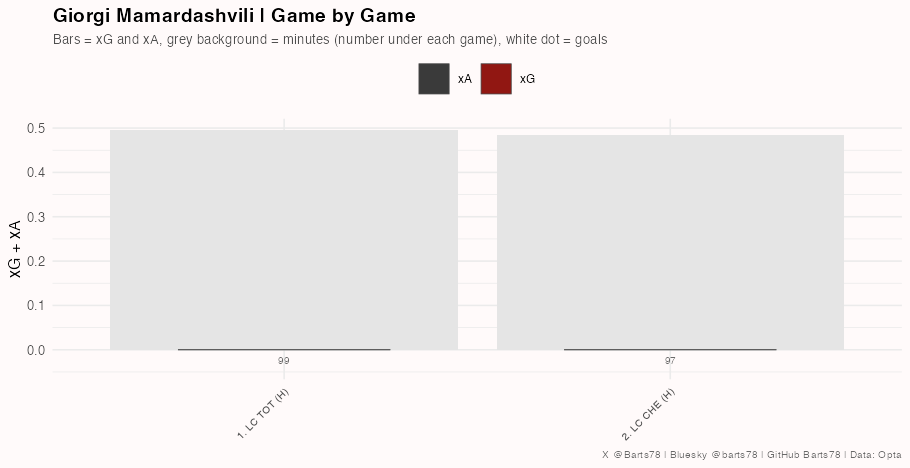 Giorgi Mamardashvili | Game by Game
Bars = xG and xA, grey background = minutes (number under each game), white dot = goals
xA xG
xG + xA
0.5
0.4
0.3
0.2
0.1
0.0
99 97
1. LC TOT (H) 2. LC CHE (H)
X @Barts78 | Bluesky @barts78 | GitHub Barts78 | Data: Opta